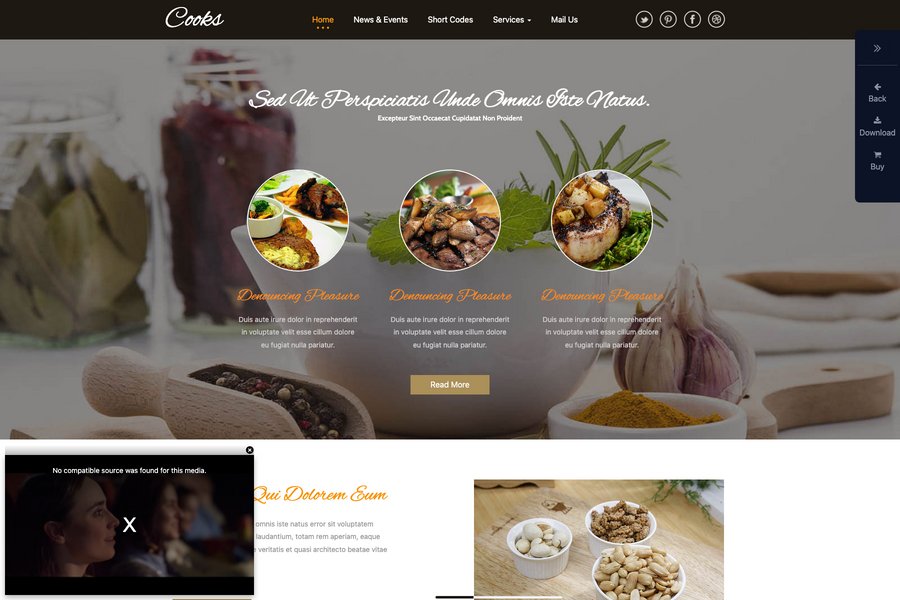 Cooks
Home
News & Events
Short Codes
Services
Mail Us
Back
Download
Buy
Sed Ut Perspiciatis Unde Omnis Iste Natus.
Excepteur Sint Occaecat Cupidatat Non Proident
Denouncing Pleasure
Duis aute irure dolor in reprehenderit
in voluptate velit esse cillum dolore
eu fugiat nulla pariatur.
Denouncing Pleasure
Duis aute irure dolor in reprehenderit
in voluptate velit esse cillum dolore
eu fugiat nulla pariatur.
Denouncing Pleasure
Duis aute irure dolor in reprehenderit
in voluptate velit esse cillum dolore
eu fugiat nulla pariatur.
Read More
No compatible source was found for this media.
X
Qui Dolorem Eum
omnis iste natus error sit voluptatem
laudantium, totam rem aperiam, eaque
e veritatis et quasi architecto beatae vitae